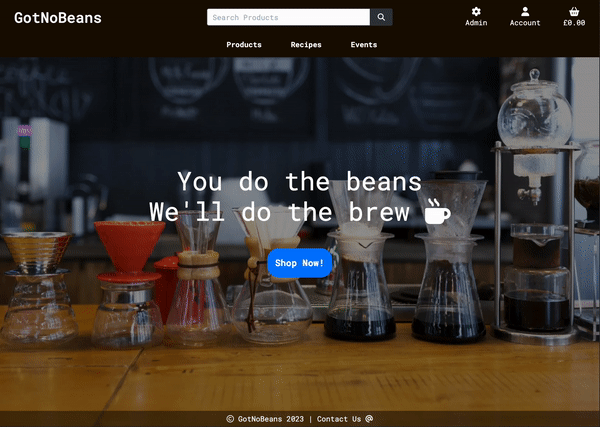 GotNoBeans
Search Products
Admin
Account
£0.00
Products
Recipes
Events
You do the beans
We'll do the brew
Shop Now!
© GotNoBeans 2023 | Contact Us @